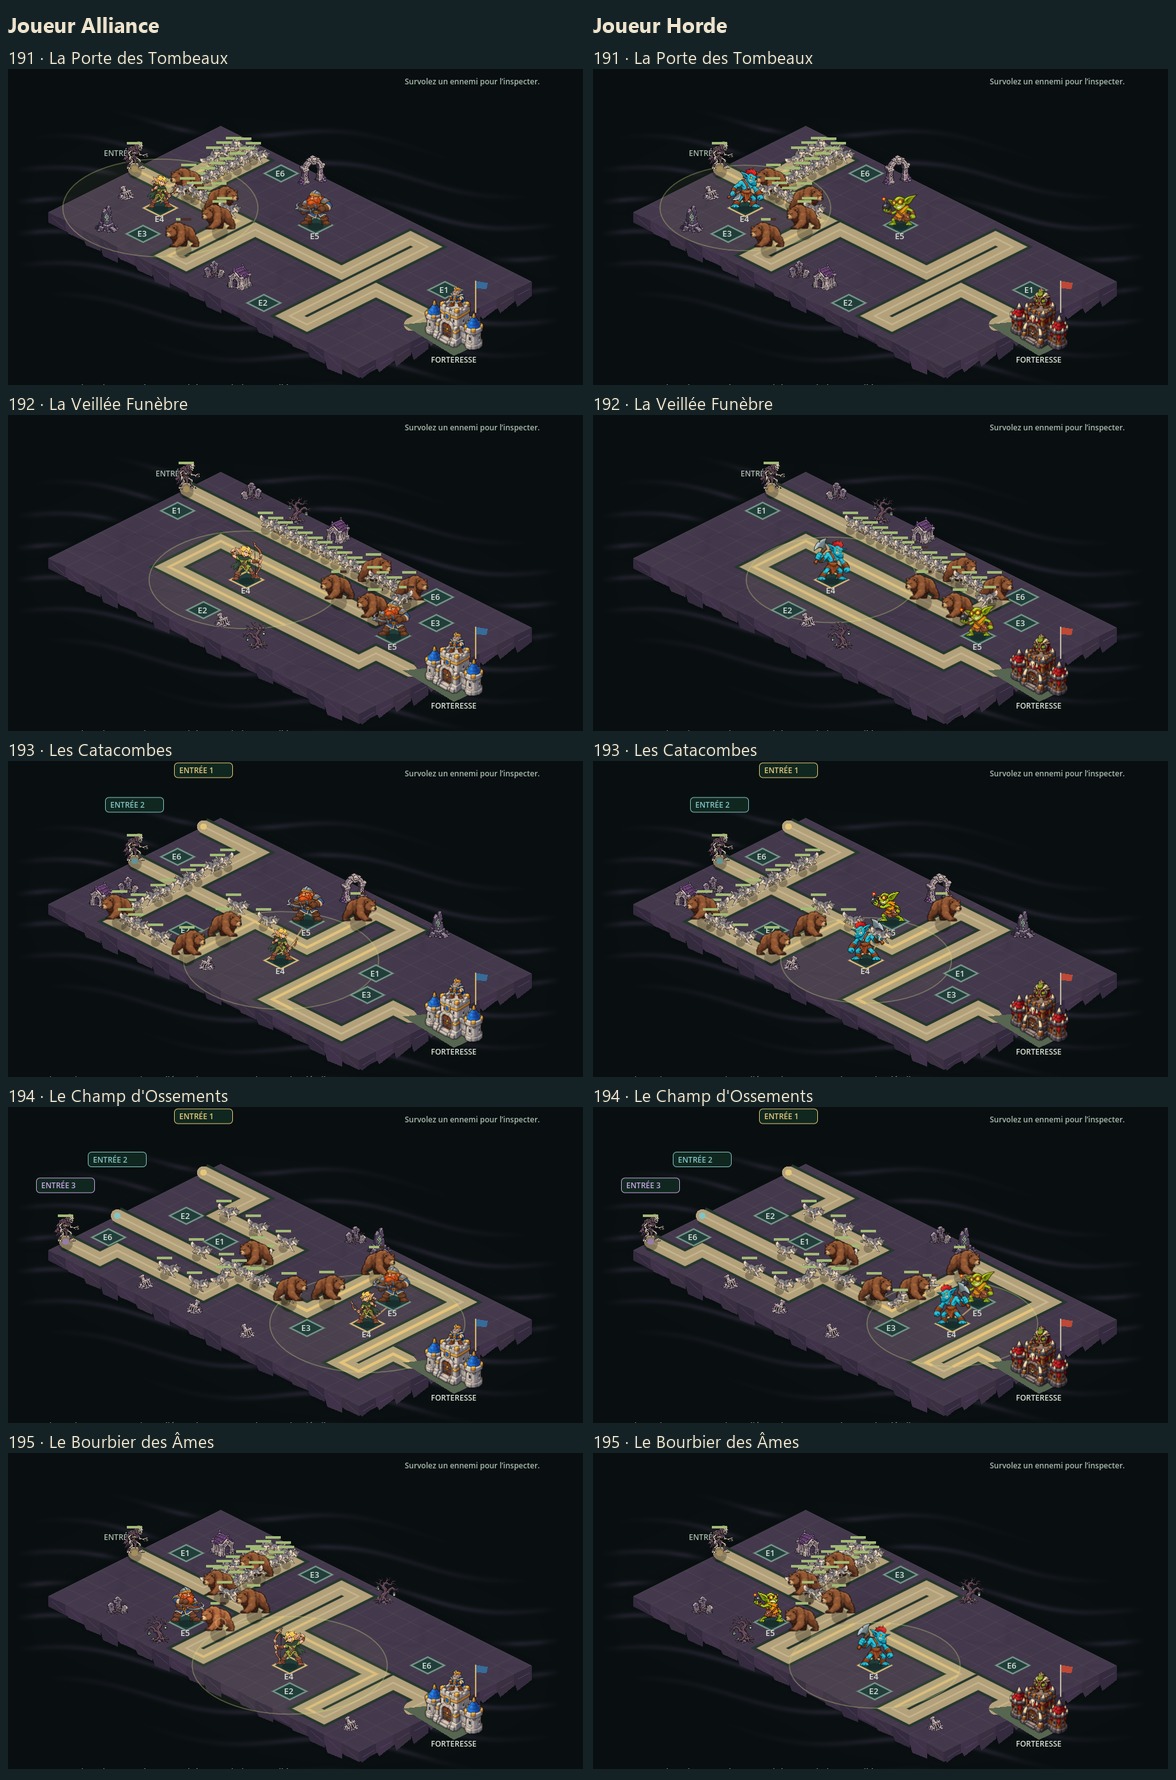 Joueur Alliance
Joueur Horde
191 · La Porte des Tombeaux
191 · La Porte des Tombeaux
Survolez un ennemi pour l'inspecter.
Survolez un ennemi pour l'inspecter.
ENTRÉ
ENTRÉ
E6
E6
E4
E4
E3
E3
E5
E5
E1
E1
E2
E2
FORTERESSE
FORTERESSE
192 · La Veillée Funèbre
192 · La Veillée Funèbre
Survolez un ennemi pour l'inspecter.
Survolez un ennemi pour l'inspecter.
ENTRÉ
ENTRÉ
E1
E1
E4
E4
E6
E6
E2
E2
E3
E3
E5
E5
FORTERESSE
FORTERESSE
193 · Les Catacombes
193 · Les Catacombes
ENTRÉE 1
Survolez un ennemi pour l'inspecter.
ENTRÉE 1
Survolez un ennemi pour l'inspecter.
ENTRÉE 2
ENTRÉE 2
E6
E6
E5
E4
E4
E1
E1
E3
E3
FORTERESSE
FORTERESSE
194 · Le Champ d'Ossements
194 · Le Champ d'Ossements
ENTRÉE 1
Survolez un ennemi pour l'inspecter.
ENTRÉE 1
Survolez un ennemi pour l'inspecter.
ENTRÉE 2
ENTRÉE 2
ENTRÉE 3
ENTRÉE 3
E2
E2
E6
E1
E6
E1
E5
E5
E3
E4
E3
E4
FORTERESSE
FORTERESSE
195 · Le Bourbier des Âmes
195 · Le Bourbier des Âmes
Survolez un ennemi pour l'inspecter.
Survolez un ennemi pour l'inspecter.
ENTRÉ
ENTRÉ
E1
E1
E3
E3
E5
E5
E6
E6
E4
E4
E2
E2
FORTERESSE
FORTERESSE